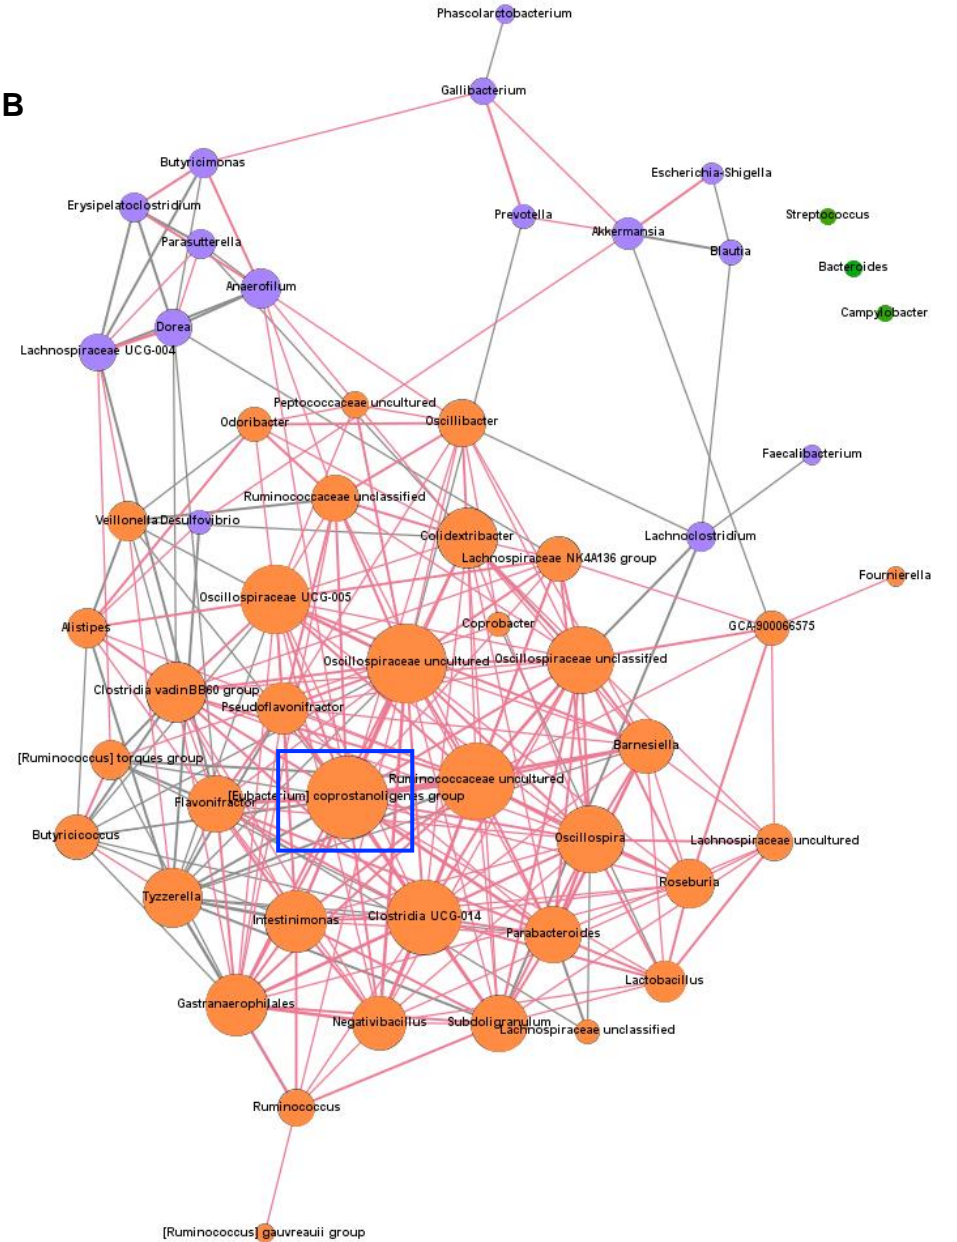 Phascolarctobacterium
B
Gallibacterium
Butyricimonas
Escherichia-Shigella
Erysipelatoclostridium
Prevotella
Streptococcus
Akkermansia
Parasutterella
Blautia
Bacteroides
Anaerofilum
Campylobacter
Dorea
Lachnospiraceae UCG-004
Peptococcaceae uncultured
Odoribacter
Oscillibacter
Faecalibacterium
Ruminococcaceae unclassified
Veillonella
Desulfovibrio
Colidextribacter
Lachnoclostridium
Lachnospiraceae NK4A136 group
Fournierella
Oscillospiraceae UCG-005
Coprobacter
Alistipes
GCA-900066575
Oscillospiraceae uncultured
Oscillospiraceae unclassified
Clostridia vadinBB60 group
Pseudoflavonifractor
Barnesiella
[Ruminococcus] torques group
Ruminococcaceae uncultured
[Eubacterium] coprostanoligenes group
Flavonifractor
Butyricicoccus
Oscillospira
Lachnospiraceae uncultured
Roseburia
Tyzzerella
Intestinimonas
Clostridia UCG-014
Parabacteroides
Lactobacillus
Gastranaerophilales
Negativibacillus
Subdoligranulum
Lachnospiraceae unclassified
Ruminococcus
[Ruminococcus] gauvreauii group